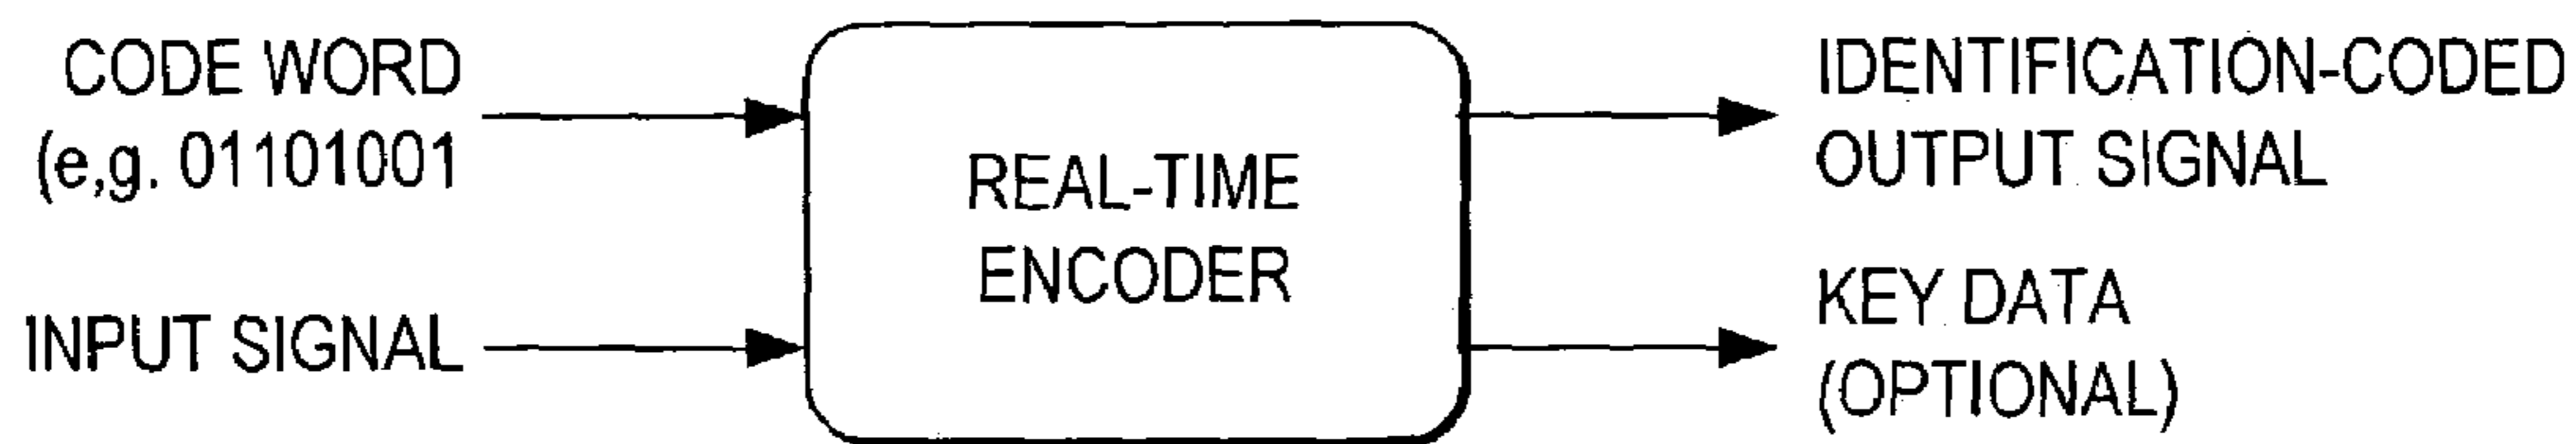 CODE WORD
(e,g. 01101001
INPUT SIGNAL
REAL-TIME
ENCODER
IDENTIFICATION-CODED
OUTPUT SIGNAL
KEY DATA
(OPTIONAL)